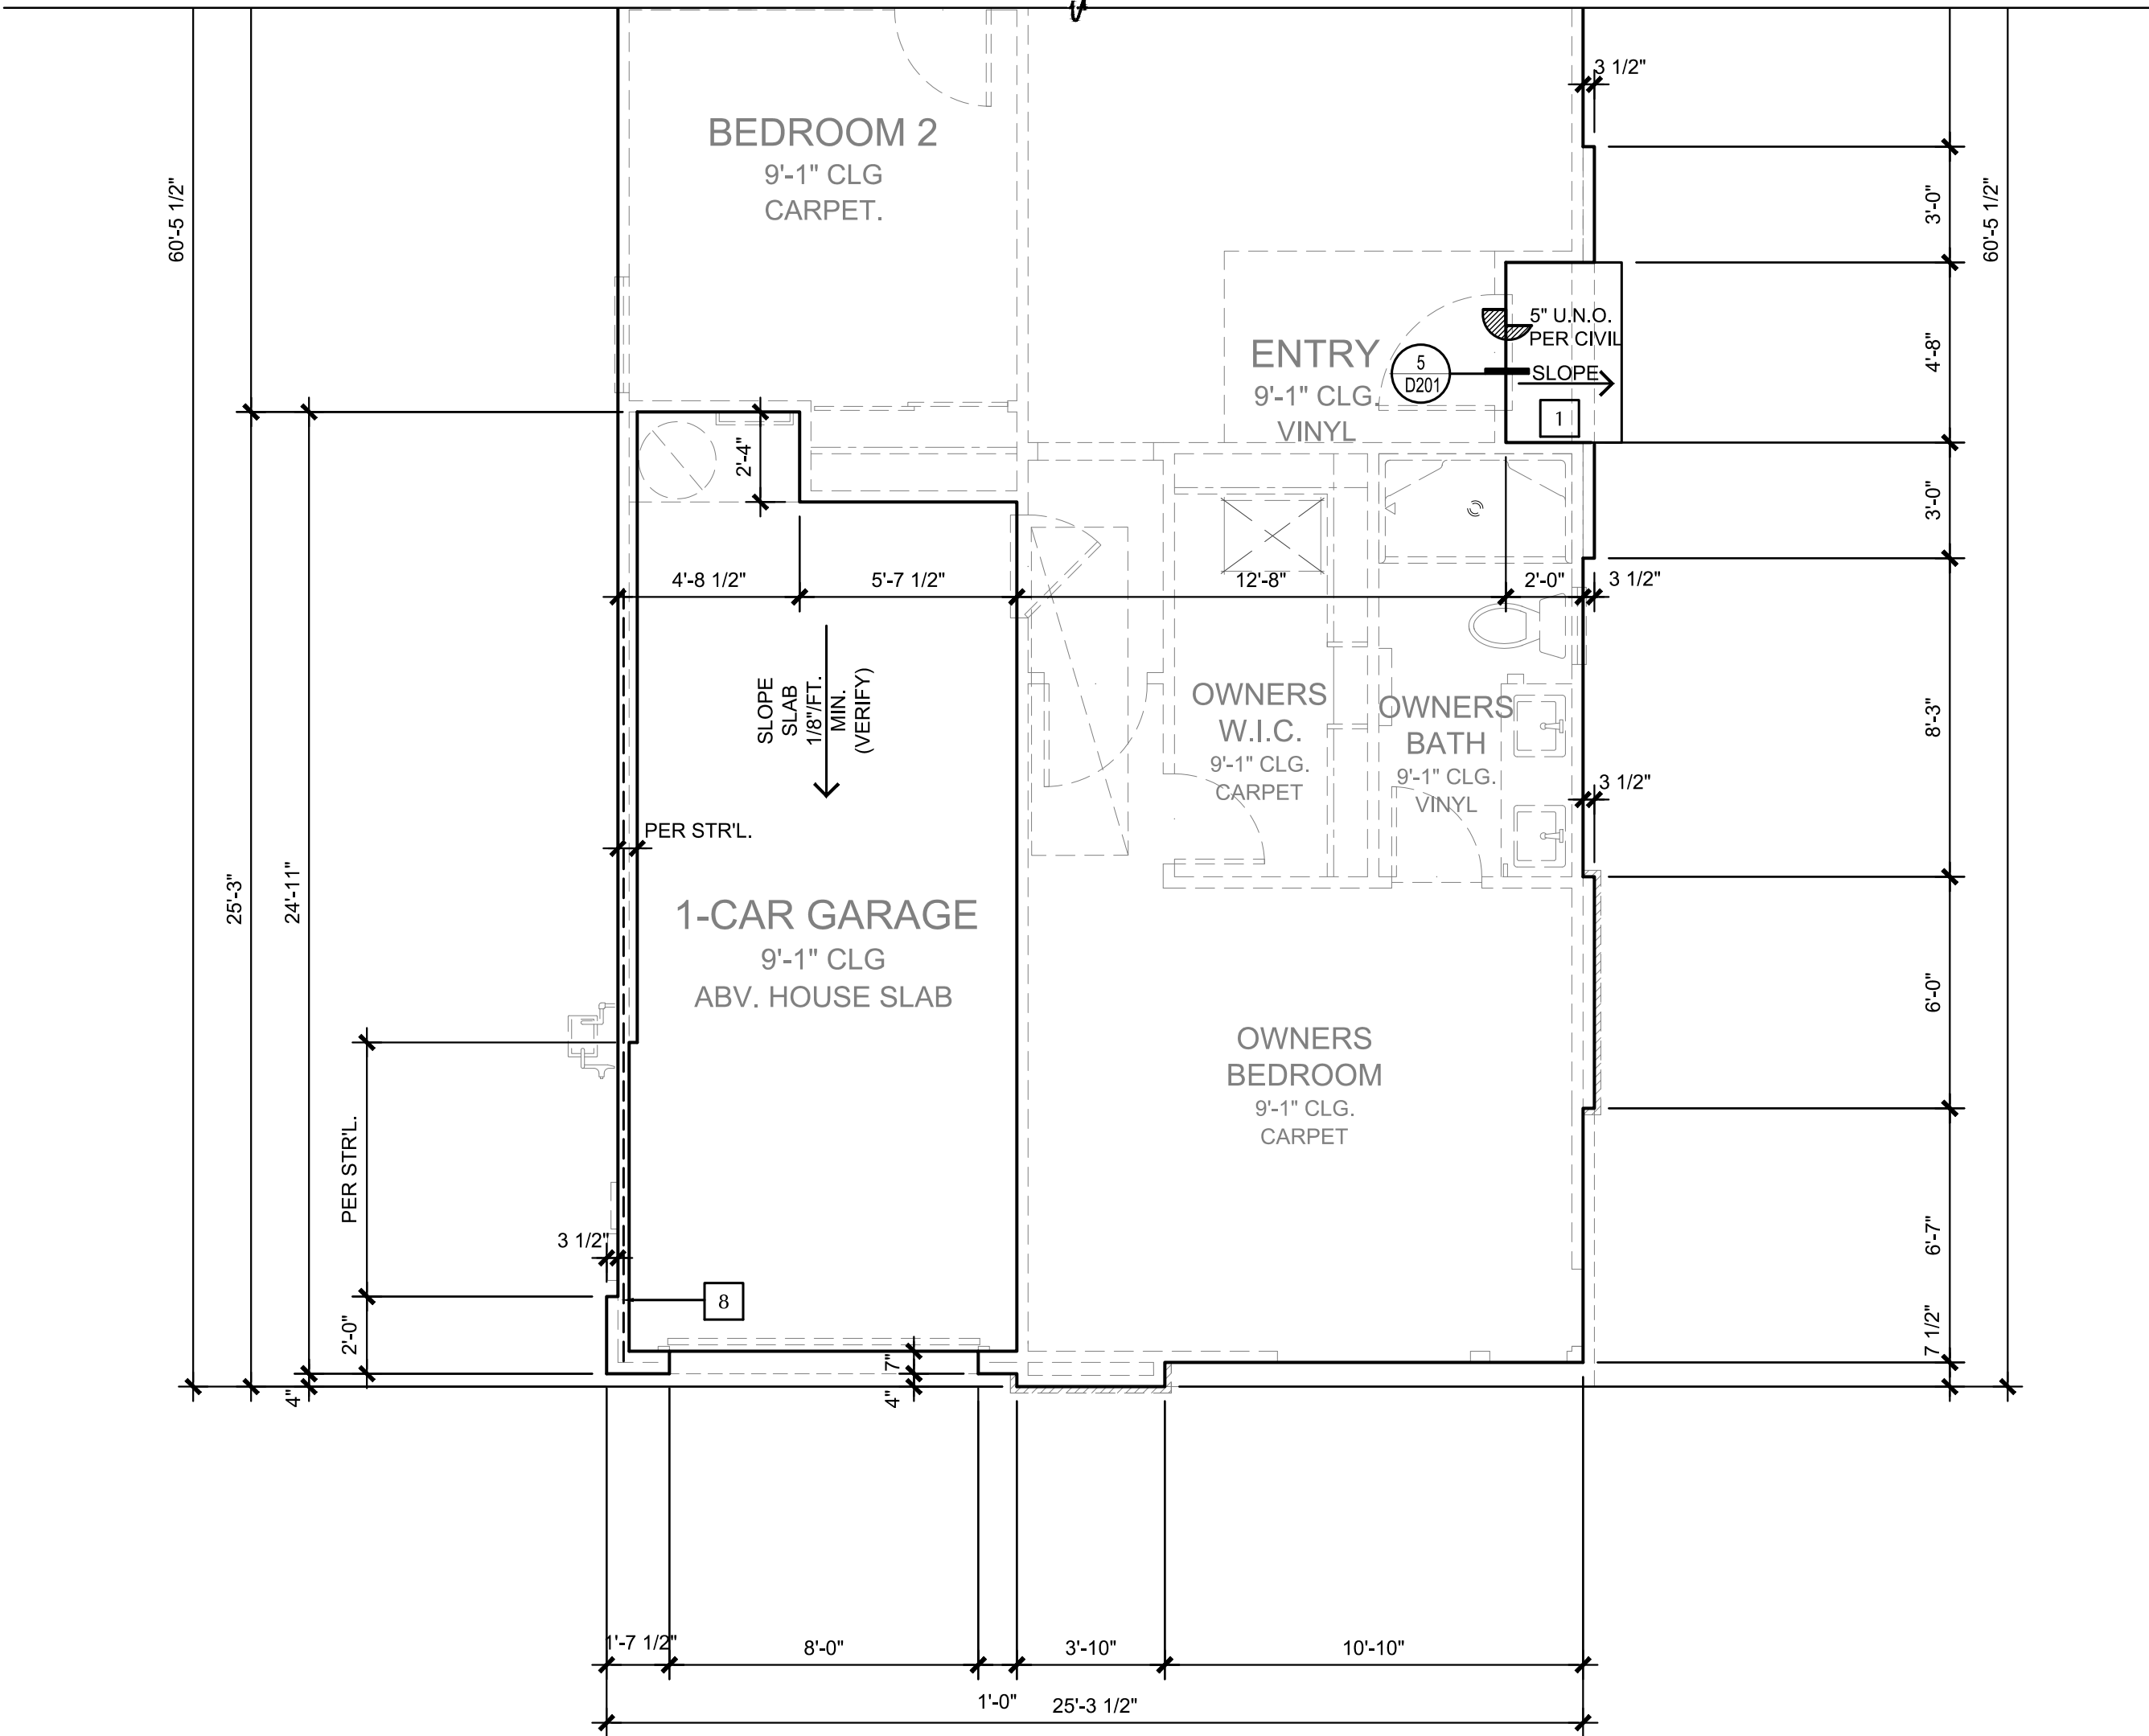 3 1/2"
BEDROOM 2
9'-1" CLG
CARPET.
60'-5 1/2"
3'-0"
60'-5 1/2"
5" U.N.O.
PER CIVIL
ENTRY
9'-1" CLG.
VINYL
5
D201
SLOPE
1
4'-8"
2'-4"
3'-0"
4'-8 1/2"
5'-7 1/2"
12'-8"
2'-0"
3 1/2"
SLOPE
SLAB
1/8"/FT.
MIN.
(VERIFY)
OWNERS
W.I.C.
9'-1" CLG.
CARPET
OWNERS
BATH
9'-1" CLG.
VINYL
8'-3"
3 1/2"
PER STR'L.
25'-3"
24'-11"
1-CAR GARAGE
9'-1" CLG
ABV. HOUSE SLAB
6'-0"
OWNERS
BEDROOM
9'-1" CLG.
CARPET
PER STR'L.
3 1/2"
6'-7"
8
2'-0"
7 1/2"
7"
4"
4"
1'-7 1/2"
8'-0"
3'-10"
10'-10"
1'-0"
25'-3 1/2"